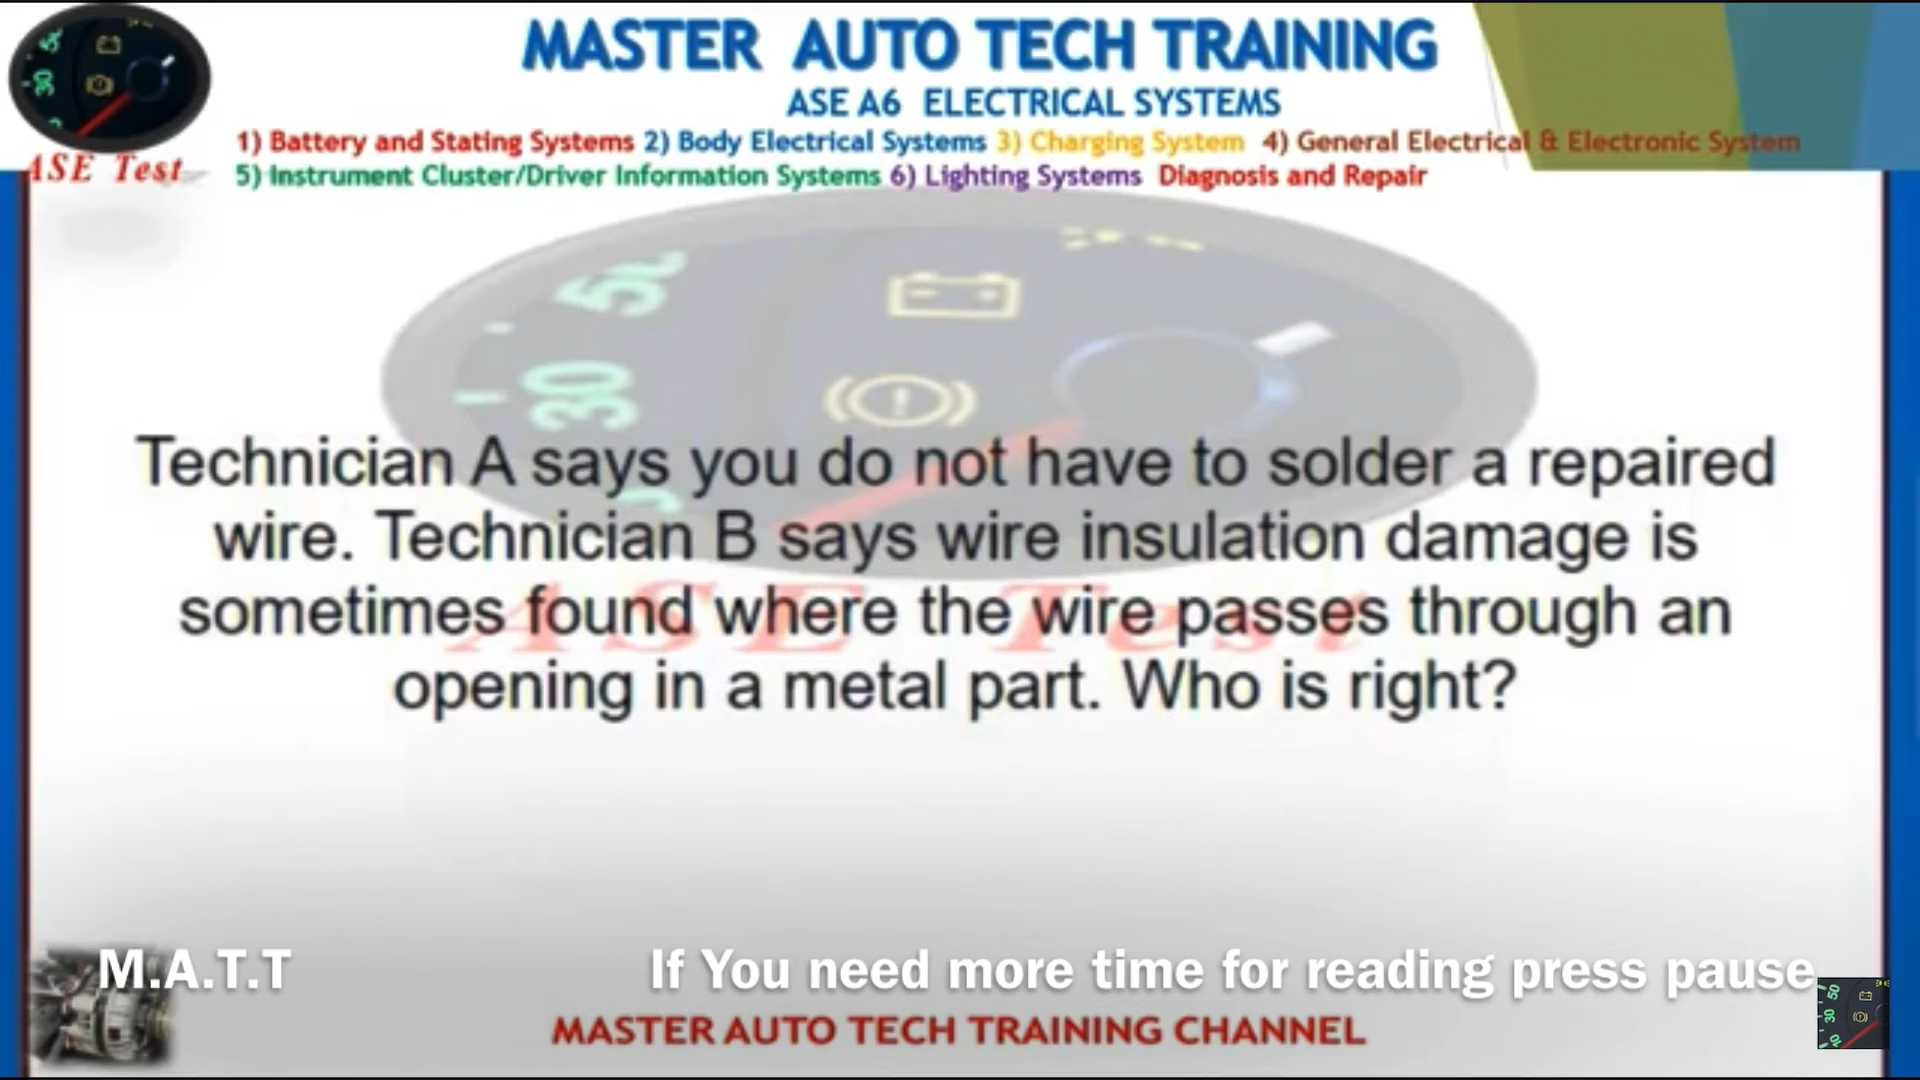 MASTER AUTO TECH TRAINING
ASE A6 ELECTRICAL SYSTEMS
1) Battery and Stating Systems 2) Body Electrical Systems 3) Charging System 4) General Electrical & Electronic System
5) Instrument Cluster/Driver Information Systems 6) Lighting Systems Diagnosis and Repair
30
ASE Test
30
Technician A says you do not have to solder a repaired
wire. Technician B says wire insulation damage is
sometimes found where the wire passes through an
opening in a metal part. Who is right?
ASE Test
M.A.T.T
If You need more time for reading press pause
50
30
MASTER AUTO TECH TRAINING CHANNEL